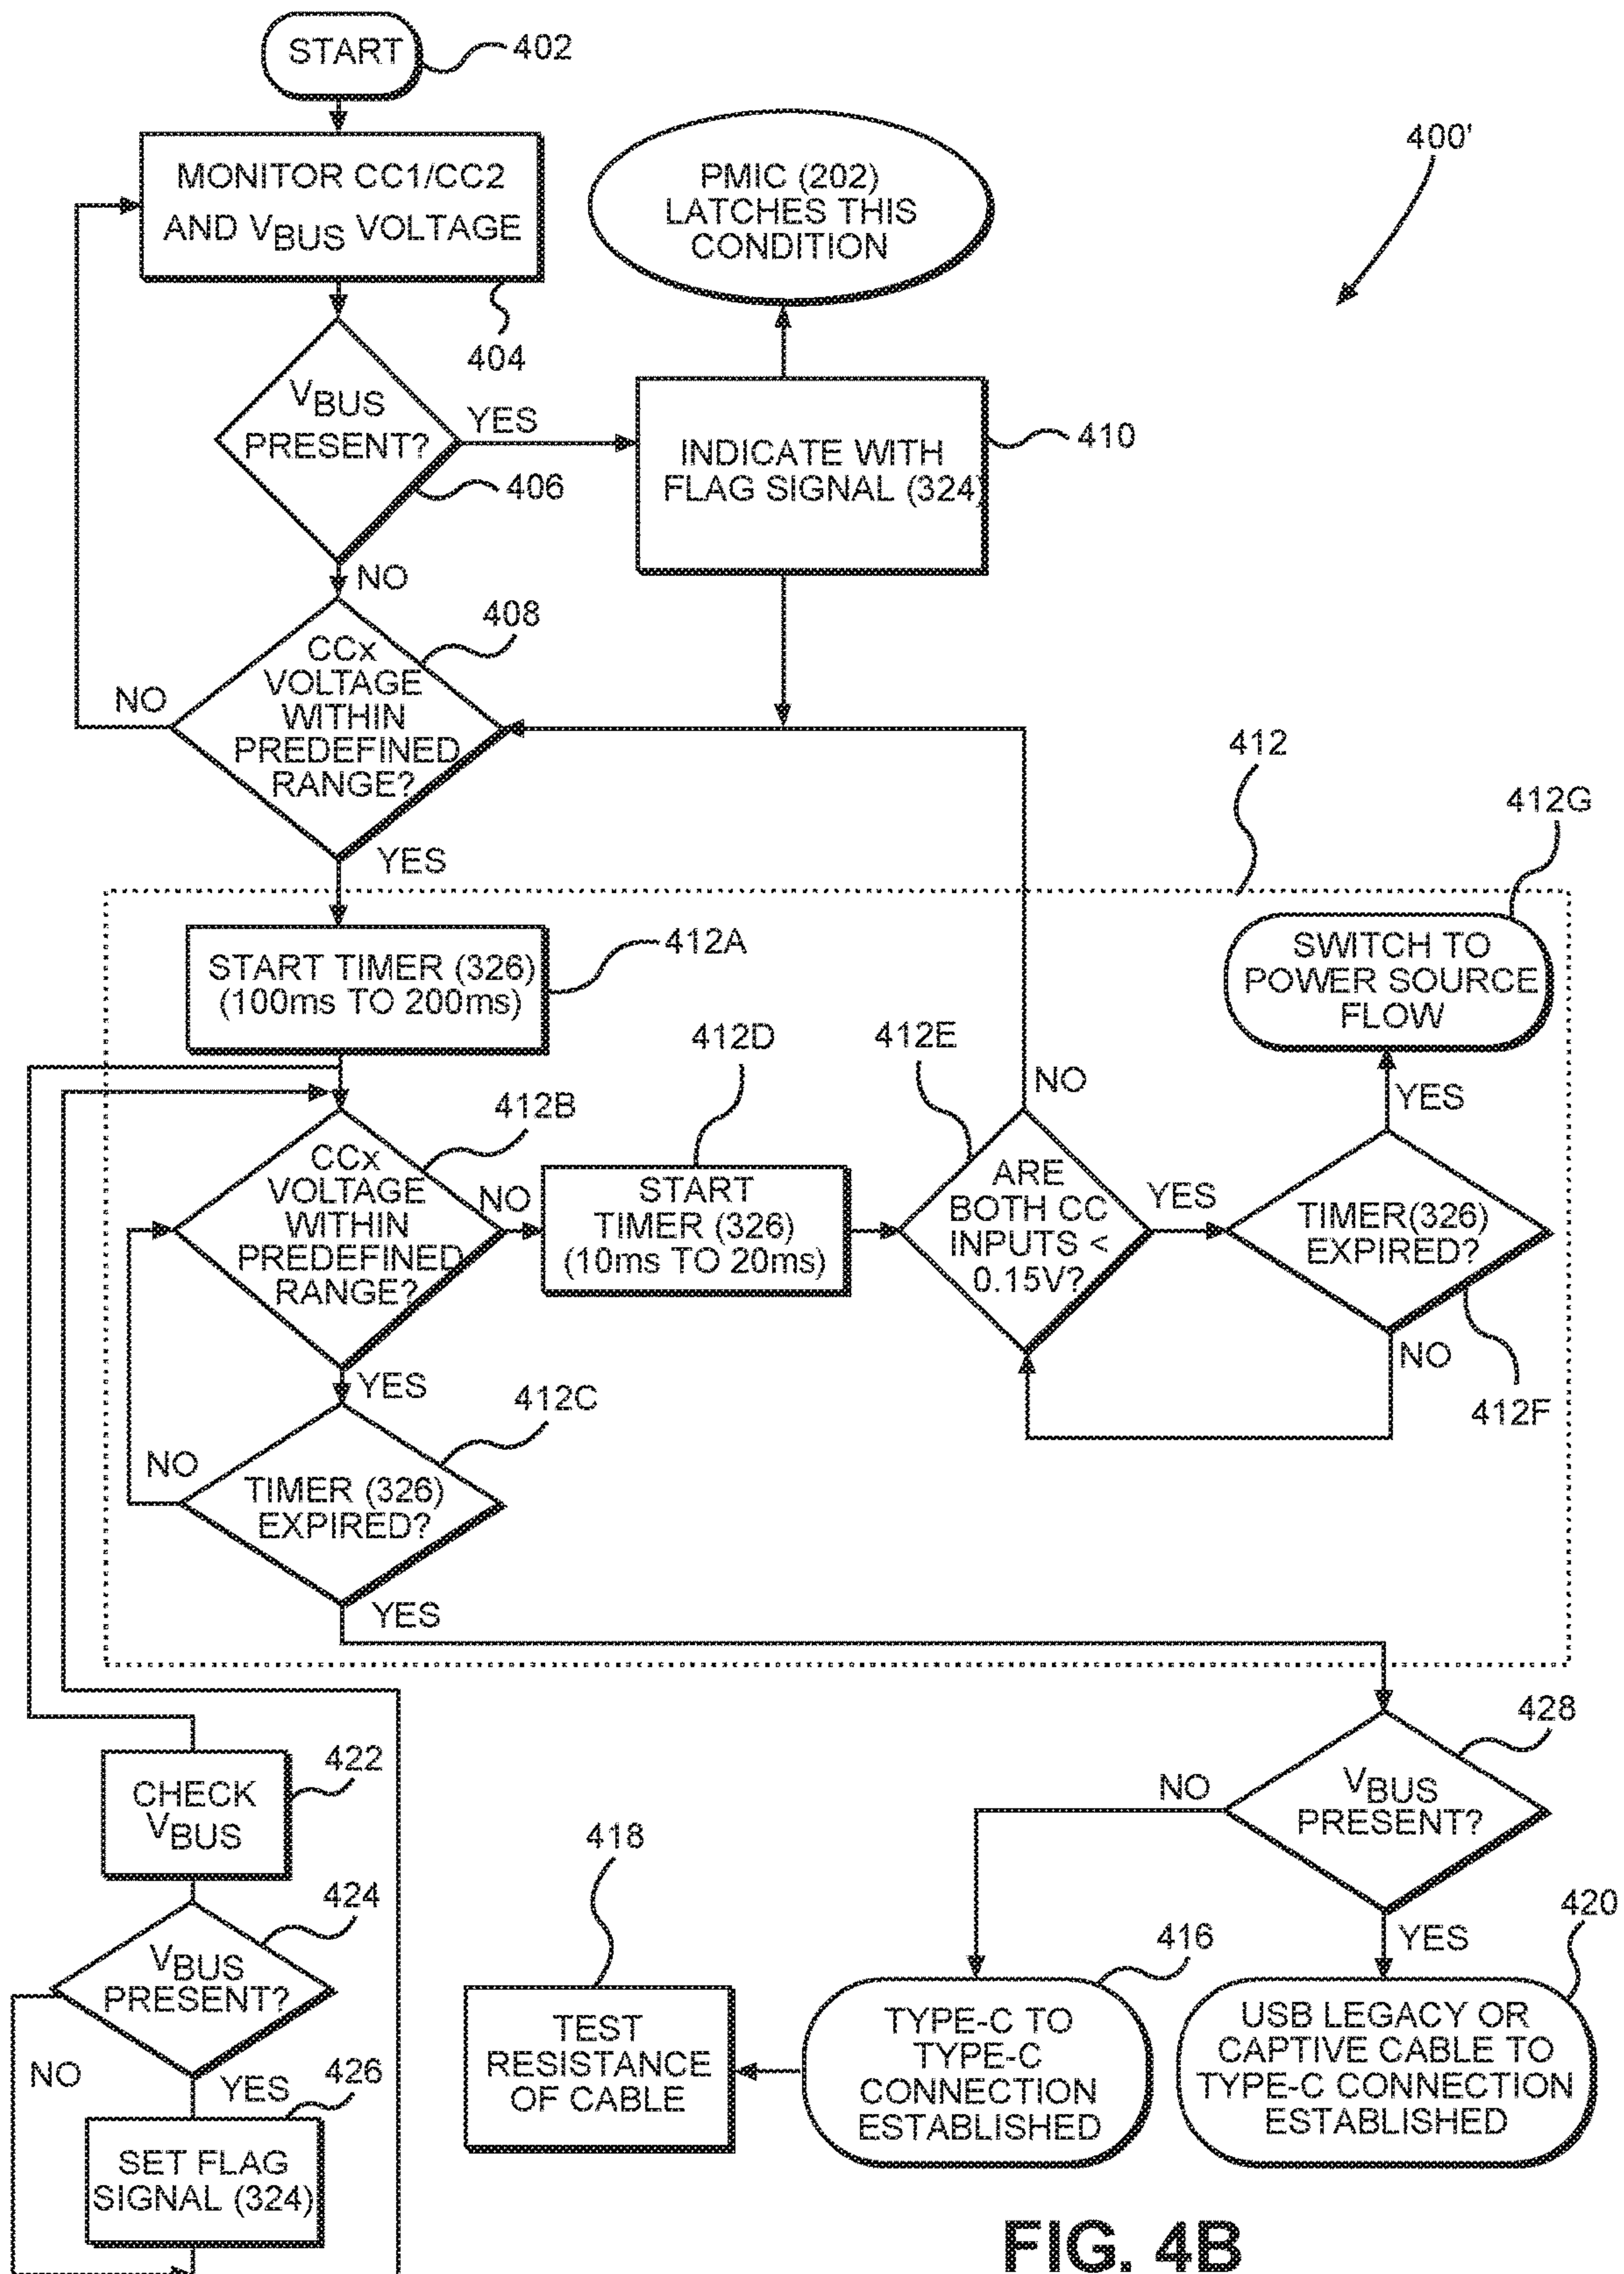 START
402
MONITOR CC1/CC2
AND VBUS VOLTAGE
404
PMIC (202)
LATCHES THIS
CONDITION
400'
VBUS
PRESENT?
YES
406
NO
INDICATE WITH
FLAG SIGNAL (324)
410
408
CCx
VOLTAGE
WITHIN
PREDEFINED
RANGE?
NO
YES
412
412G
START TIMER (326)
(100ms TO 200ms)
412A
SWITCH TO
POWER SOURCE
FLOW
412D
412E
NO
YES
412B
CCx
VOLTAGE
WITHIN
PREDEFINED
RANGE?
NO
START
TIMER (326)
(10ms TO 20ms)
ARE
BOTH CC
INPUTS <
0.15V?
YES
TIMER(326)
EXPIRED?
NO
412F
YES
412C
NO
TIMER (326)
EXPIRED?
YES
428
VBUS
PRESENT?
NO
YES
422
CHECK
VBUS
424
VBUS
PRESENT?
NO
YES
426
SET FLAG
SIGNAL (324)
418
TEST
RESISTANCE
OF CABLE
416
TYPE-C TO
TYPE-C
CONNECTION
ESTABLISHED
420
USB LEGACY OR
CAPTIVE CABLE TO
TYPE-C CONNECTION
ESTABLISHED
FIG. 4B